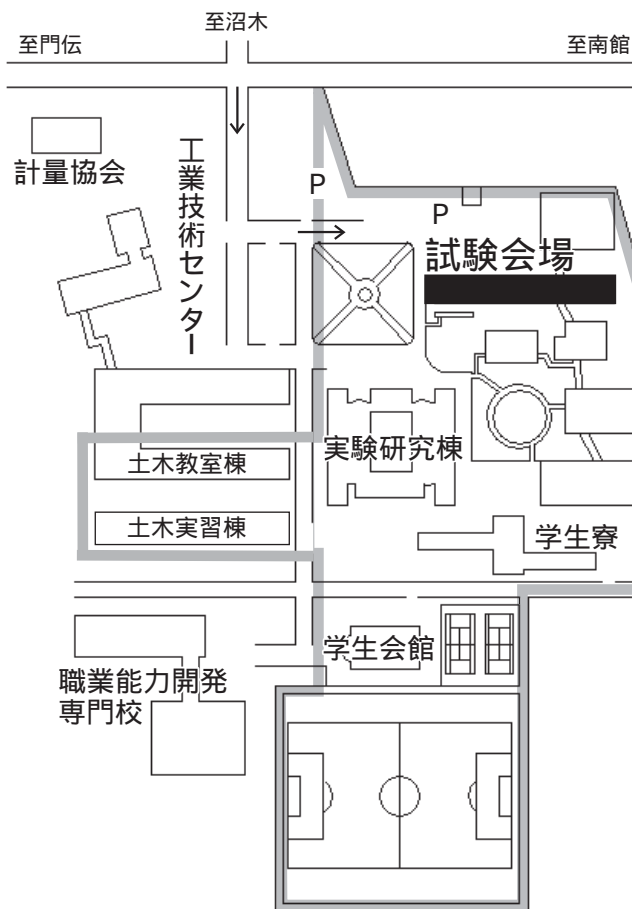 至沼木
至門伝
至南館
計量協会
工業技術センター
P
P
試験会場
実験研究棟
土木教室棟
土木実習棟
学生寮
学生会館
職業能力開発
専門校